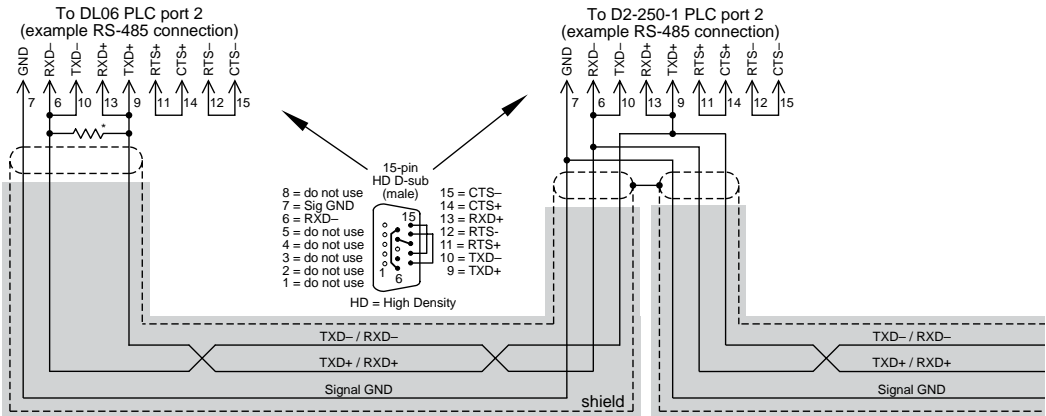 To DL06 PLC port 2
(example RS-485 connection)
GND
RXD–
TXD–
RXD+
TXD+
RTS+
CTS+
RTS–
CTS–
7
6
10
13
9
11
14
12
15
*
To D2-250-1 PLC port 2
(example RS-485 connection)
GND
RXD–
TXD–
RXD+
TXD+
RTS+
CTS+
RTS–
CTS–
7
6
10
13
9
11
14
12
15
15-pin
HD D-sub
(male)
8 = do not use
7 = Sig GND
6 = RXD–
5 = do not use
4 = do not use
3 = do not use
2 = do not use
1 = do not use
15
1
6
15 = CTS–
14 = CTS+
13 = RXD+
12 = RTS-
11 = RTS+
10 = TXD–
9 = TXD+
HD = High Density
TXD– / RXD–
TXD+ / RXD+
Signal GND
shield
TXD– / RXD–
TXD+ / RXD+
Signal GND